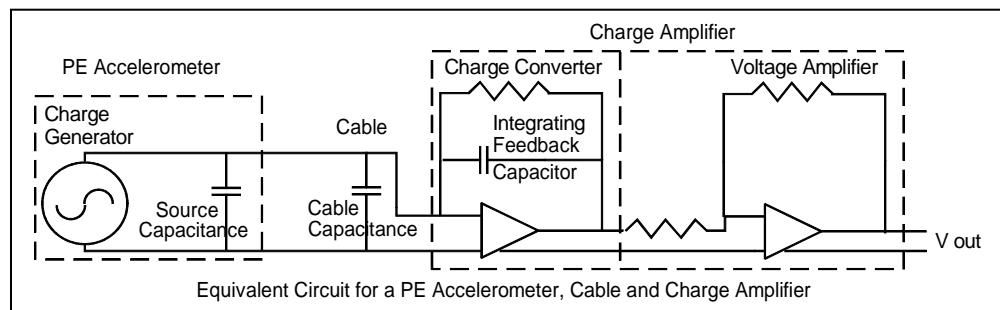 Charge Amplifier
PE Accelerometer
Charge Converter
Voltage Amplifier
Charge
Generator
Cable
Integrating
Feedback
Capacitor
Source
Capacitance
Cable
Capacitance
V out
Equivalent Circuit for a PE Accelerometer, Cable and Charge Amplifier